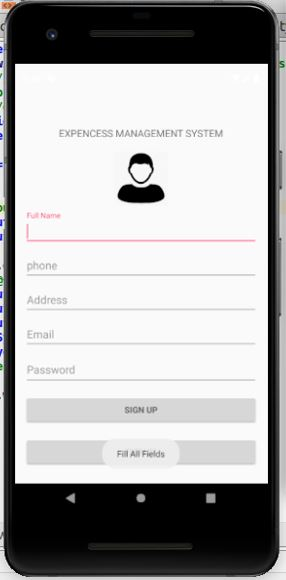 EXPENCESS MANAGEMENT SYSTEM
Full Name
phone
Address
Email
Password
SIGN UP
Fill All Fields